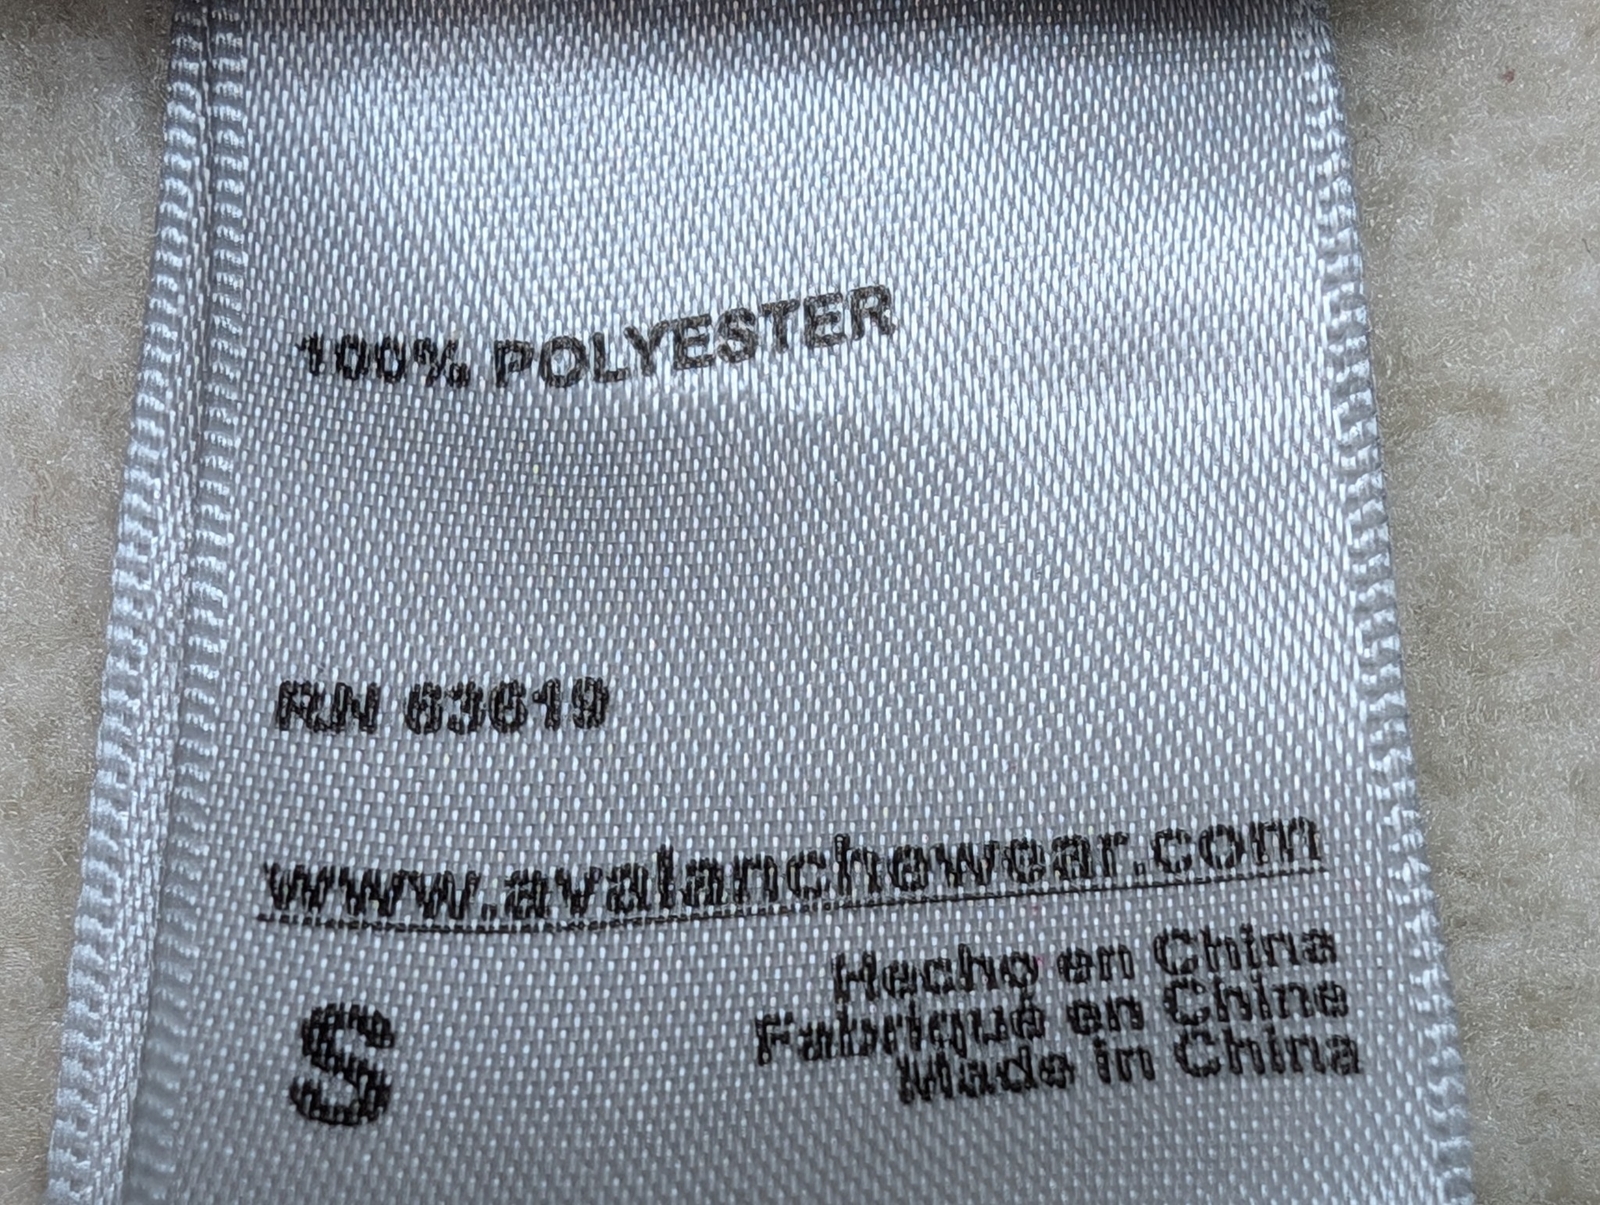 100% POLYESTER
RN 63619
www.avalanchewear.com
S
Hecho en China
Fabriqué en Chine
Made in China